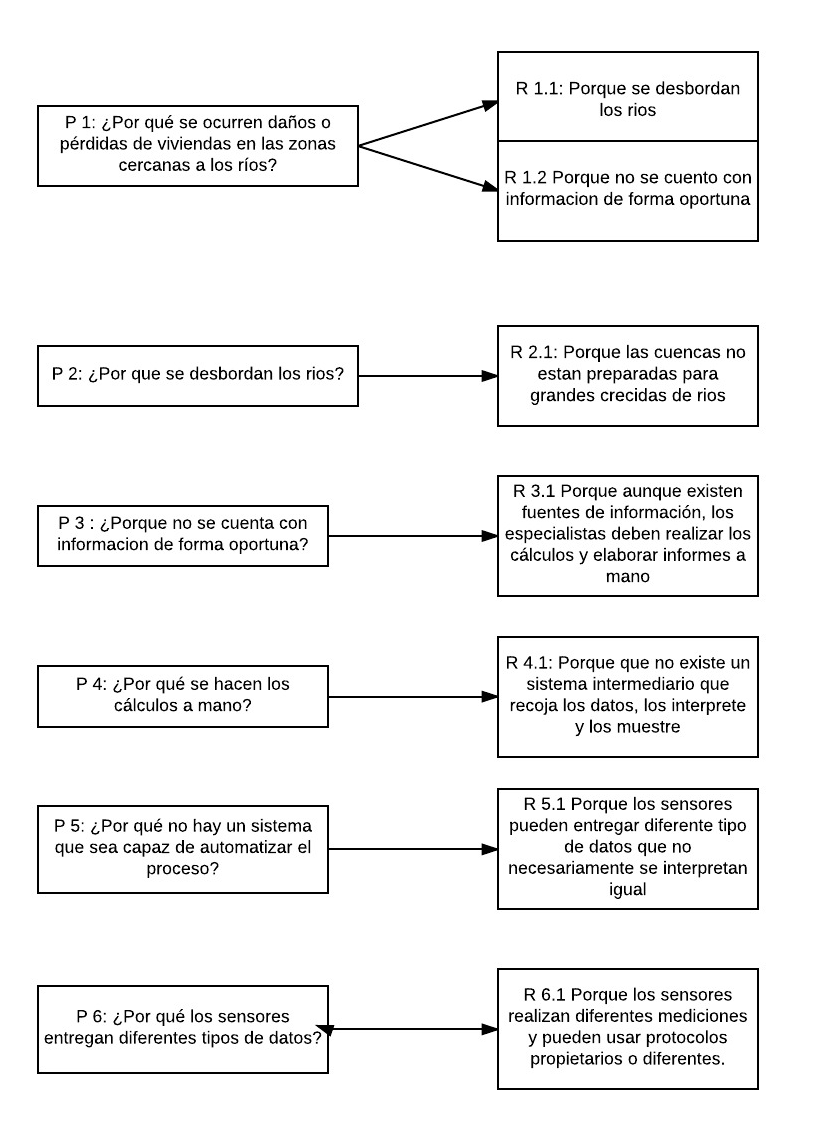 P 1: ¿Por qué se ocurren daños o
pérdidas de viviendas en las zonas
cercanas a los ríos?
R 1.1: Porque se desbordan
los rios
R 1.2 Porque no se cuento con
informacion de forma oportuna
P 2: ¿Por que se desbordan los rios?
R 2.1: Porque las cuencas no
estan preparadas para
grandes crecidas de rios
P 3 : ¿Porque no se cuenta con
informacion de forma oportuna?
R 3.1 Porque aunque existen
fuentes de información, los
especialistas deben realizar los
cálculos y elaborar informes a
mano
P 4: ¿Por qué se hacen los
cálculos a mano?
R 4.1: Porque que no existe un
sistema intermediario que
recoja los datos, los interprete
y los muestre
P 5: ¿Por qué no hay un sistema
que sea capaz de automatizar el
proceso?
R 5.1 Porque los sensores
pueden entregar diferente tipo
de datos que no
necesariamente se interpretan
igual
P 6: ¿Por qué los sensores
entregan diferentes tipos de datos?
R 6.1 Porque los sensores
realizan diferentes mediciones
y pueden usar protocolos
propietarios o diferentes.